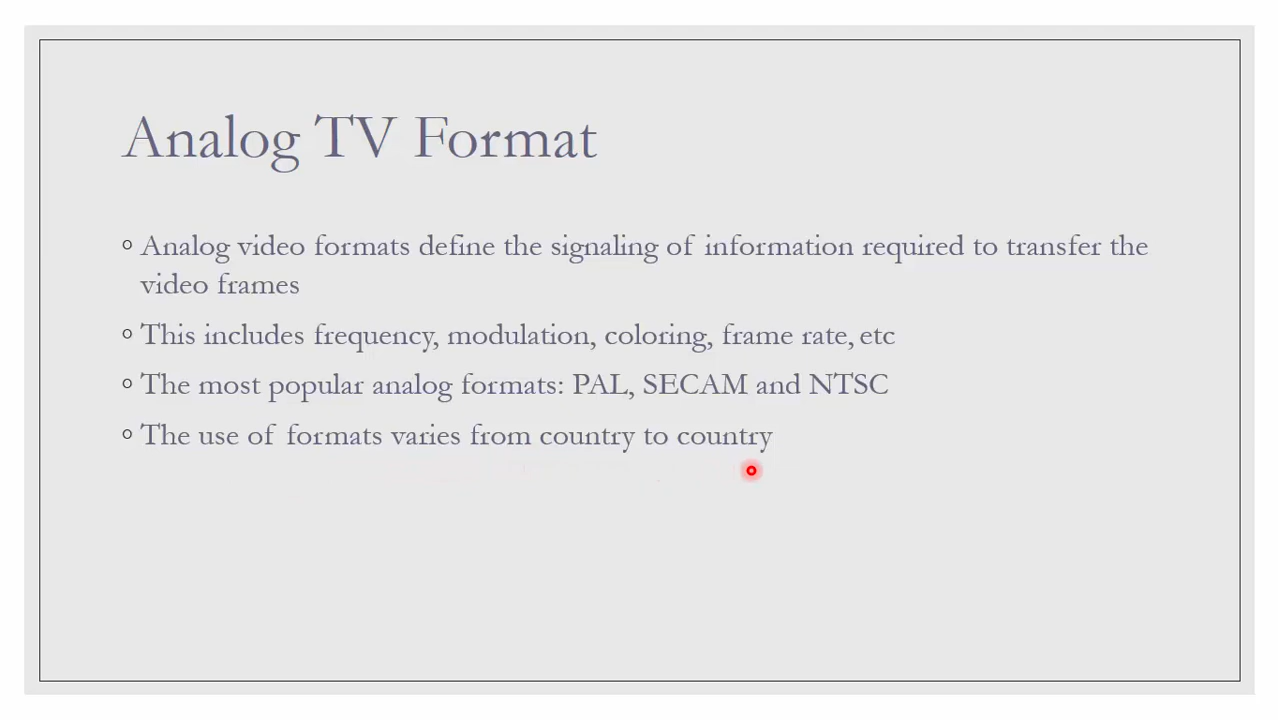 Analog TV Format
Analog video formats define the signaling of information required to transfer the
video frames
This includes frequency, modulation, coloring, frame rate, etc
The most popular analog formats: PAL, SECAM and NTSC
The use of formats varies from country to country